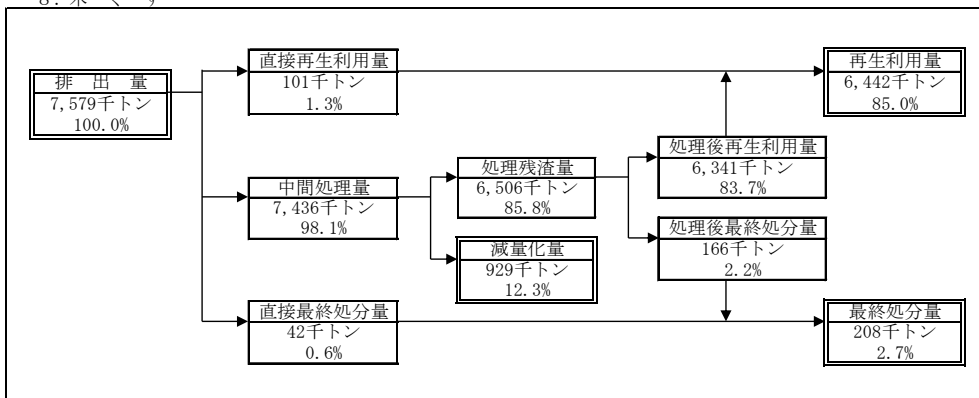 排　出　量
7,579千トン
100.0%
直接再生利用量
101千トン
1.3%
中間処理量
7,436千トン
98.1%
直接最終処分量
42千トン
0.6%
処理残渣量
6,506千トン
85.8%
減量化量
929千トン
12.3%
処理後再生利用量
6,341千トン
83.7%
処理後最終処分量
166千トン
2.2%
再生利用量
6,442千トン
85.0%
最終処分量
208千トン
2.7%